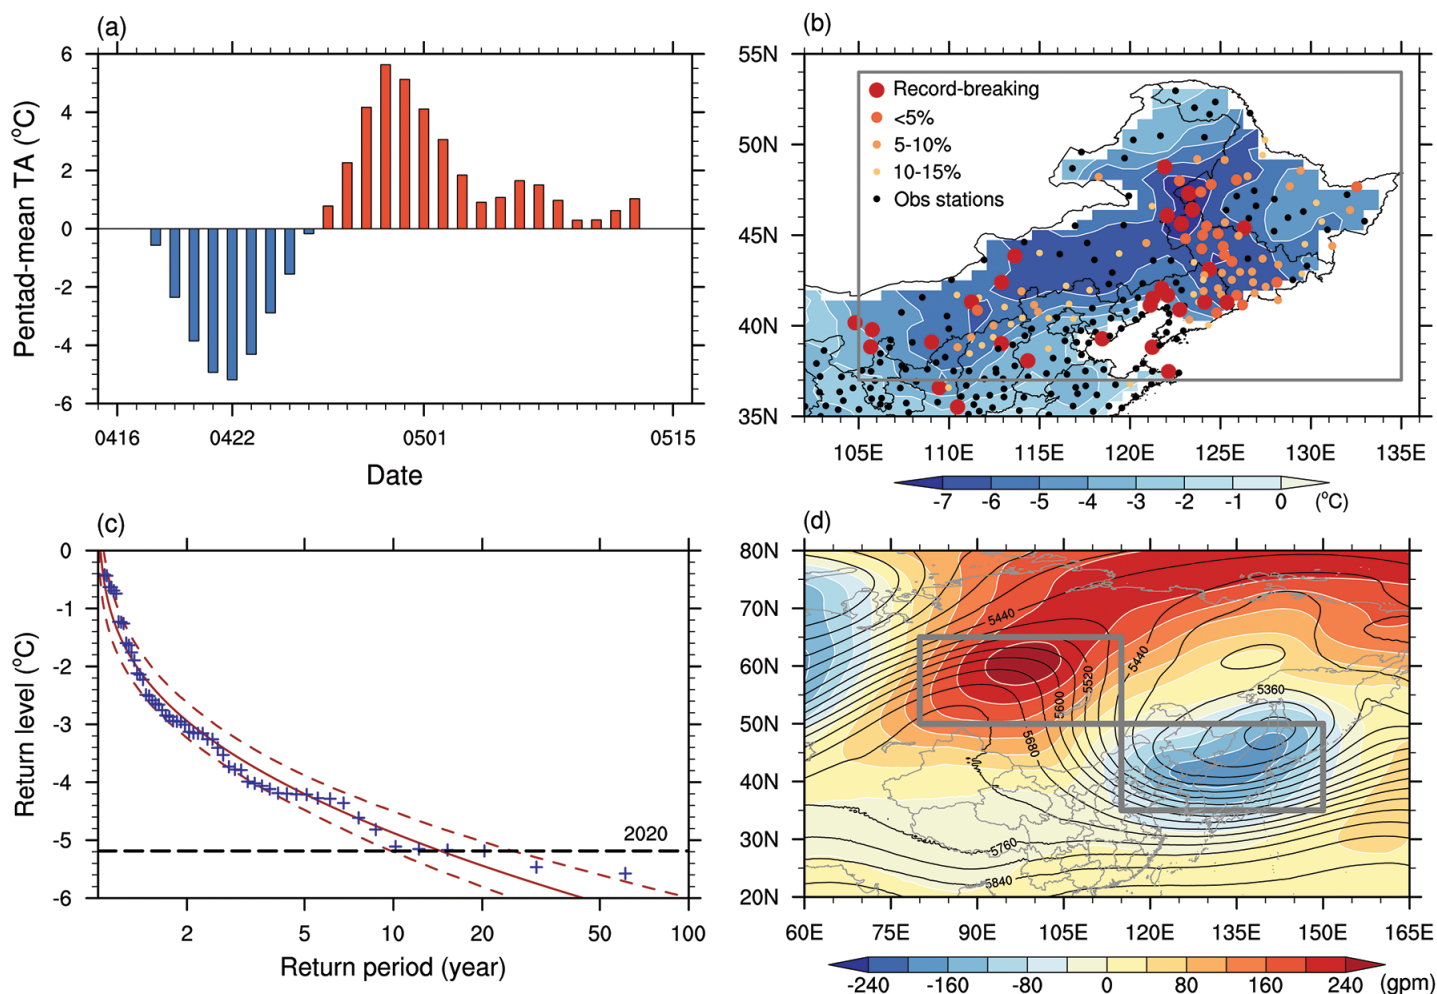 (a)
6
4
2
0
-2
-4
-6
Pentad-mean TA (°C)
0416 0422 0501 0515
Date
(b)
55N
50N
45N
40N
35N
Record-breaking
<5%
5-10%
10-15%
Obs stations
105E 110E 115E 120E 125E 130E 135E
-7 -6 -5 -4 -3 -2 -1 0 (°C)
(c)
0
-1
-2
-3
-4
-5
-6
Return level (°C)
2020
2 5 10 20 50 100
Return period (year)
(d)
80N
70N
60N
50N
40N
30N
20N
5440
5440
5520
5600
5680
5360
5760
5840
60E 75E 90E 105E 120E 135E 150E 165E
-240 -160 -80 0 80 160 240 (gpm)